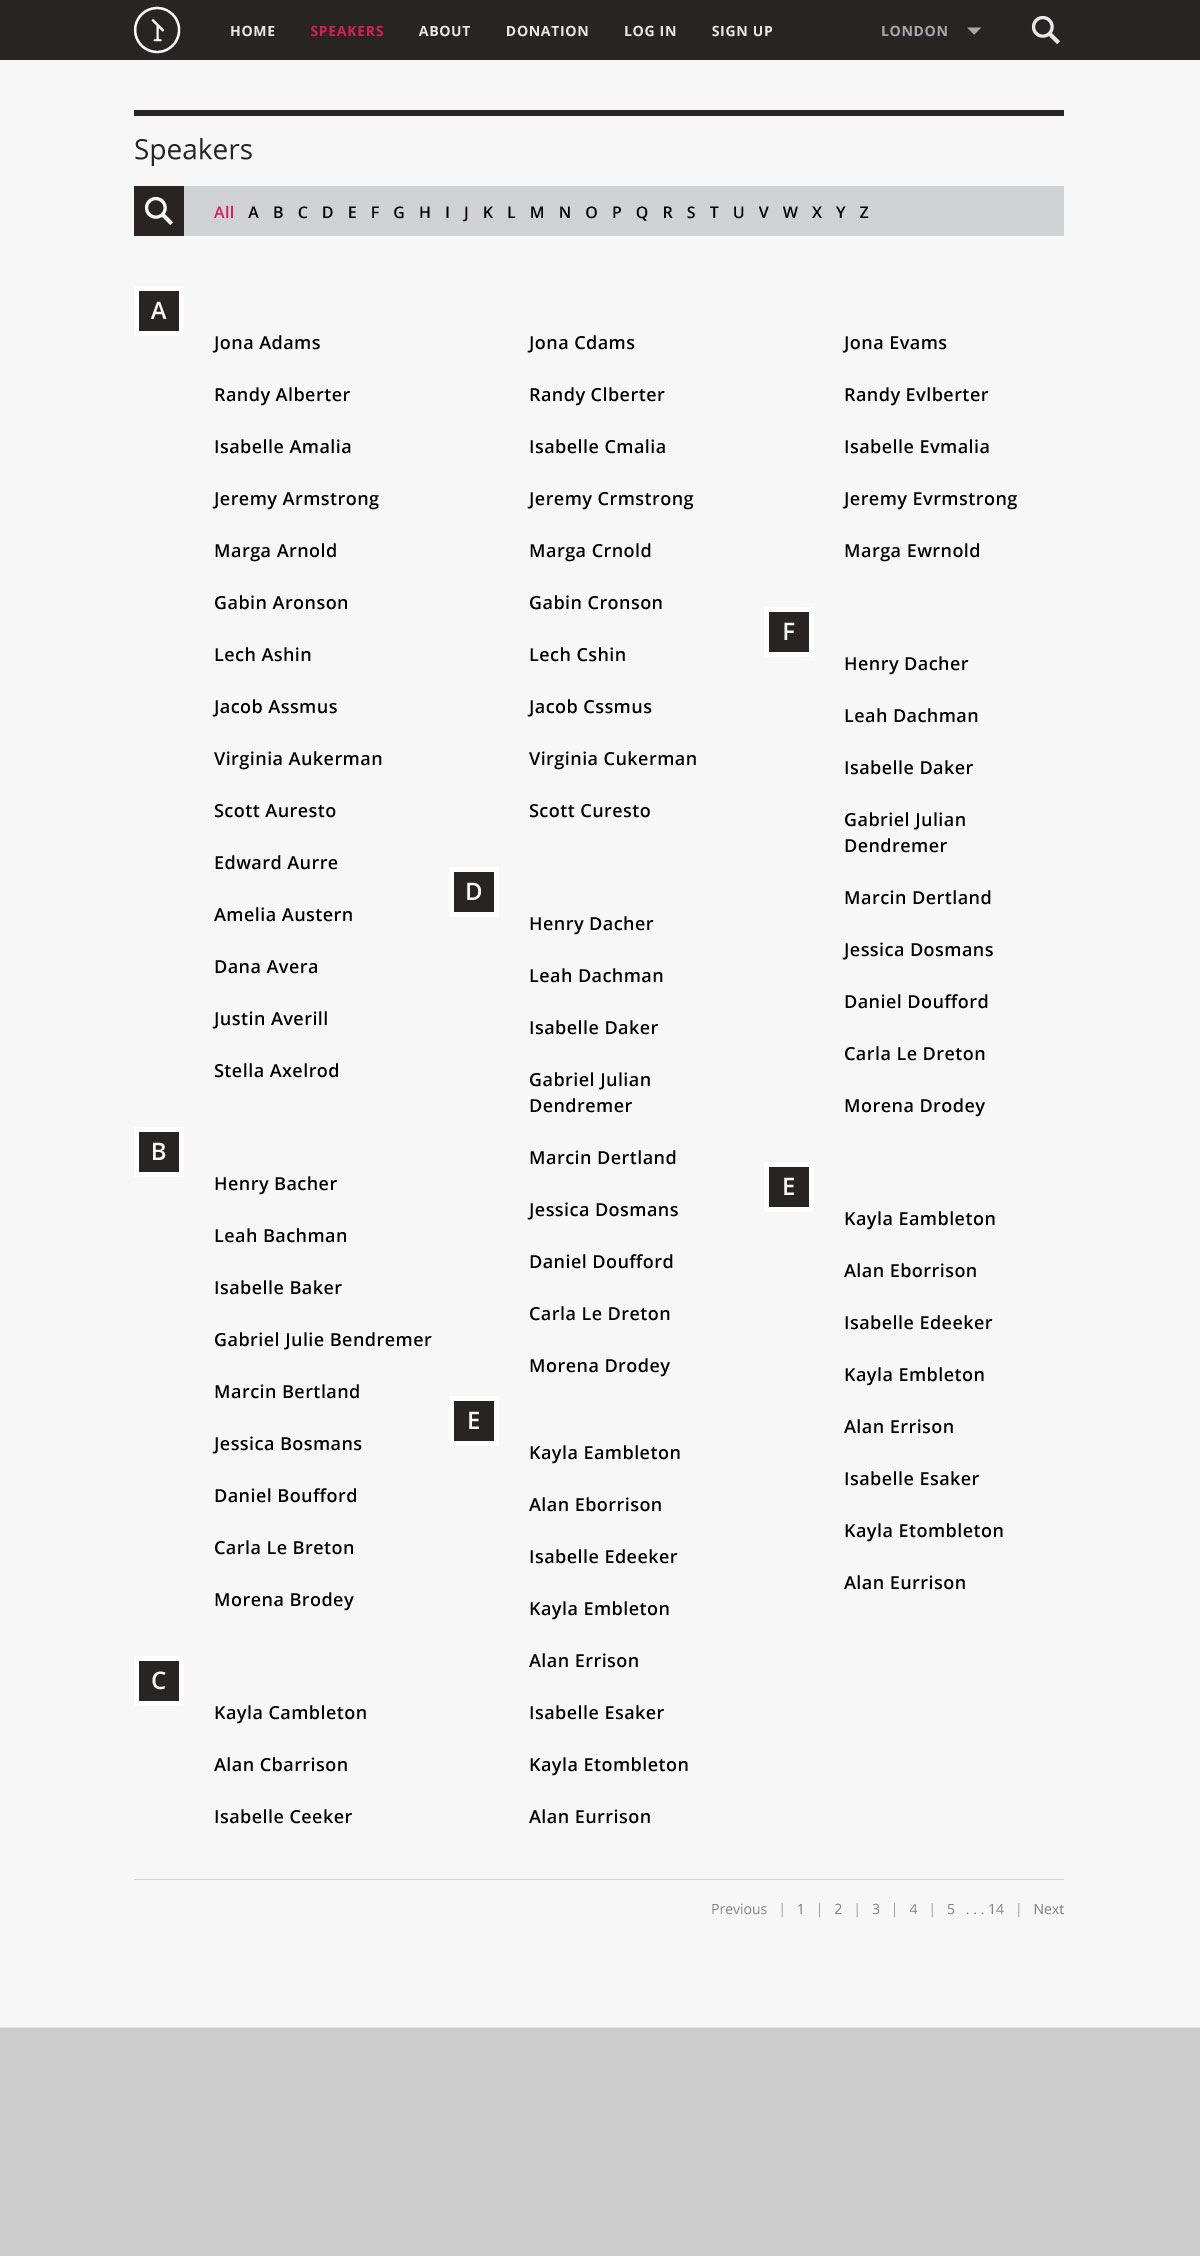 HOME SPEAKERS ABOUT DONATION LOG IN SIGN UP LONDON
Speakers
All A B C D E F G H I J K L M N O P Q R S T U V W X Y Z
A
Jona Adams
Randy Alberter
Isabelle Amalia
Jeremy Armstrong
Marga Arnold
Gabin Aronson
Lech Ashin
Jacob Assmus
Virginia Aukerman
Scott Auresto
Edward Aurre
Amelia Austern
Dana Avera
Justin Averill
Stella Axelrod
B
Henry Bacher
Leah Bachman
Isabelle Baker
Gabriel Julie Bendremer
Marcin Bertland
Jessica Bosmans
Daniel Boufford
Carla Le Breton
Morena Brodey
C
Kayla Cambleton
Alan Cbarrison
Isabelle Ceeker
Jona Cdams
Randy Clberter
Isabelle Cmalia
Jeremy Crmstrong
Marga Crnold
Gabin Cronson
Lech Cshin
Jacob Cssmus
Virginia Cukerman
Scott Curesto
D
Henry Dacher
Leah Dachman
Isabelle Daker
Gabriel Julian
Dendremer
Marcin Dertland
Jessica Dosmans
Daniel Doufford
Carla Le Dreton
Morena Drodey
E
Kayla Eambleton
Alan Eborrison
Isabelle Edeeker
Kayla Embleton
Alan Errison
Isabelle Esaker
Kayla Etombleton
Alan Eurrison
Jona Evams
Randy Evlberter
Isabelle Evmalia
Jeremy Evrmstrong
Marga Ewrnold
F
Henry Dacher
Leah Dachman
Isabelle Daker
Gabriel Julian
Dendremer
Marcin Dertland
Jessica Dosmans
Daniel Doufford
Carla Le Dreton
Morena Drodey
E
Kayla Eambleton
Alan Eborrison
Isabelle Edeeker
Kayla Embleton
Alan Errison
Isabelle Esaker
Kayla Etombleton
Alan Eurrison
Previous | 1 | 2 | 3 | 4 | 5 ... 14 | Next